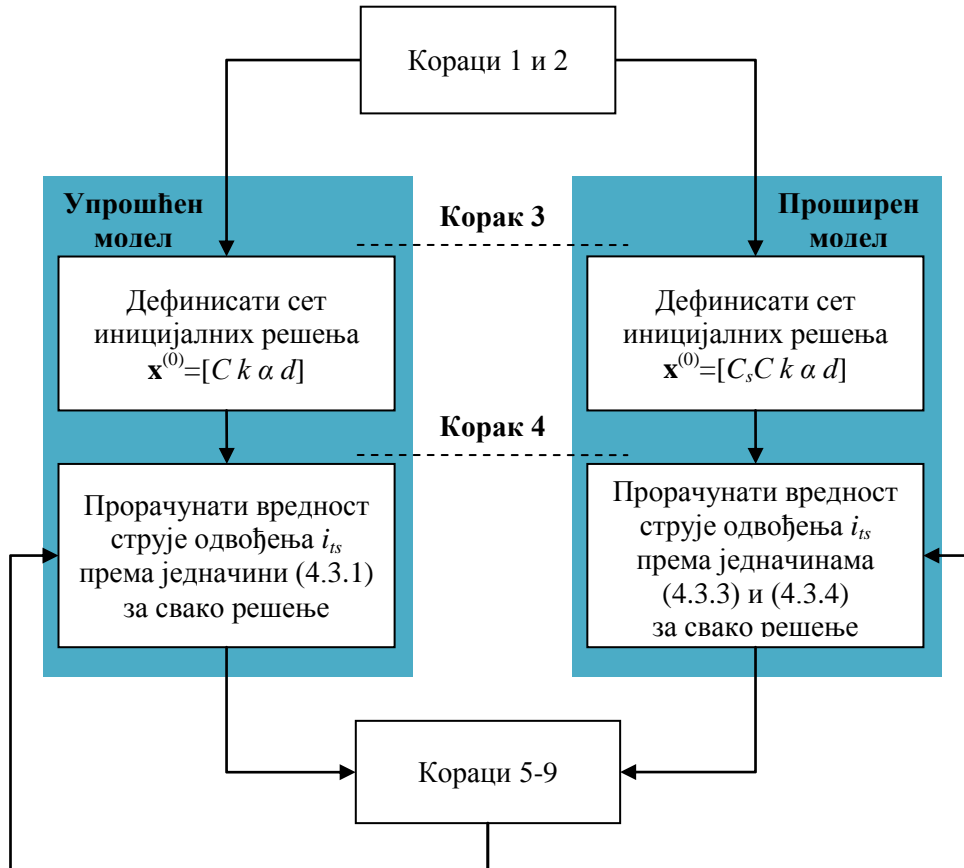 Кораци 1 и 2
Упрошћен
модел
Корак 3
Проширен
модел
Дефинисати сет
иницијалних решења
x(0)=[C k α d]
Дефинисати сет
иницијалних решења
x(0)=[CsC k α d]
Корак 4
Прорачунати вредност
струје одвођења its
према једначини (4.3.1)
за свако решење
Прорачунати вредност
струје одвођења its
према једначинама
(4.3.3) и (4.3.4)
за свако решење
Кораци 5-9